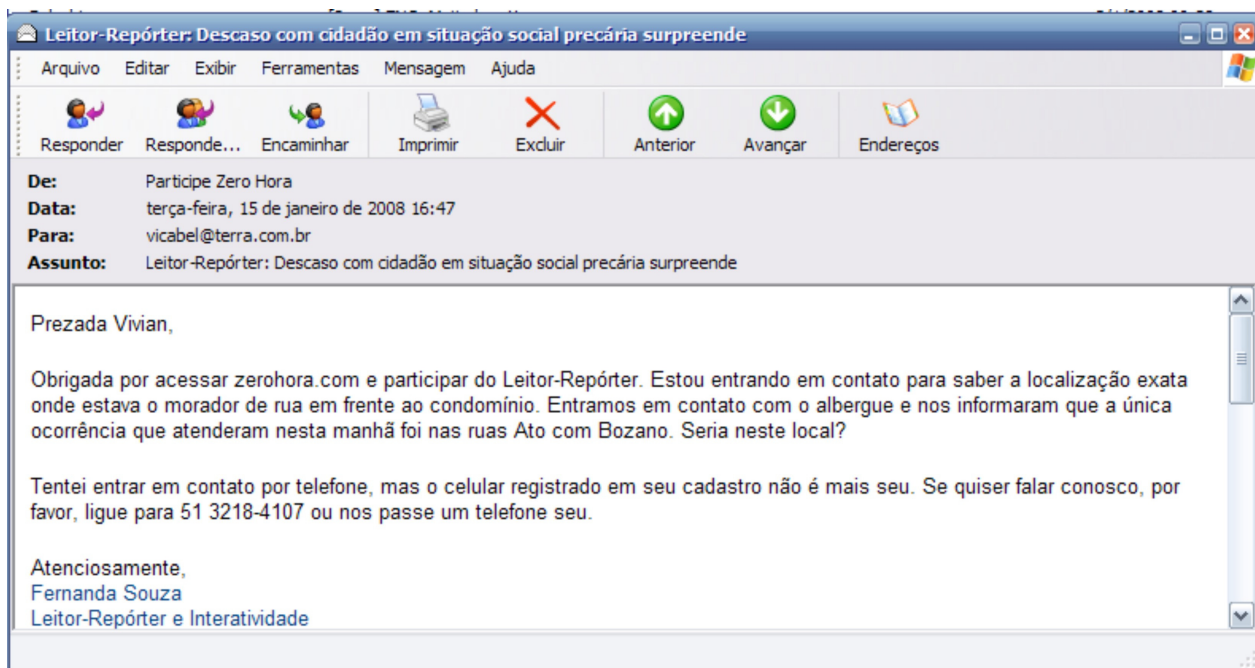 Leitor-Repórter: Descaso com cidadão em situação social precária surpreende
Arquivo Editar Exibir Ferramentas Mensagem Ajuda
Responder Responde... Encaminhar Imprimir Excluir Anterior Avançar Endereços
De: Participe Zero Hora
Data: terça-feira, 15 de janeiro de 2008 16:47
Para: vicabel@terra.com.br
Assunto: Leitor-Repórter: Descaso com cidadão em situação social precária surpreende
Prezada Vivian,
Obrigada por acessar zerohora.com e participar do Leitor-Repórter. Estou entrando em contato para saber a localização exata
onde estava o morador de rua em frente ao condomínio. Entramos em contato com o albergue e nos informaram que a única
ocorrência que atenderam nesta manhã foi nas ruas Ato com Bozano. Seria neste local?
Tentei entrar em contato por telefone, mas o celular registrado em seu cadastro não é mais seu. Se quiser falar conosco, por
favor, ligue para 51 3218-4107 ou nos passe um telefone seu.
Atenciosamente,
Fernanda Souza
Leitor-Repórter e Interatividade